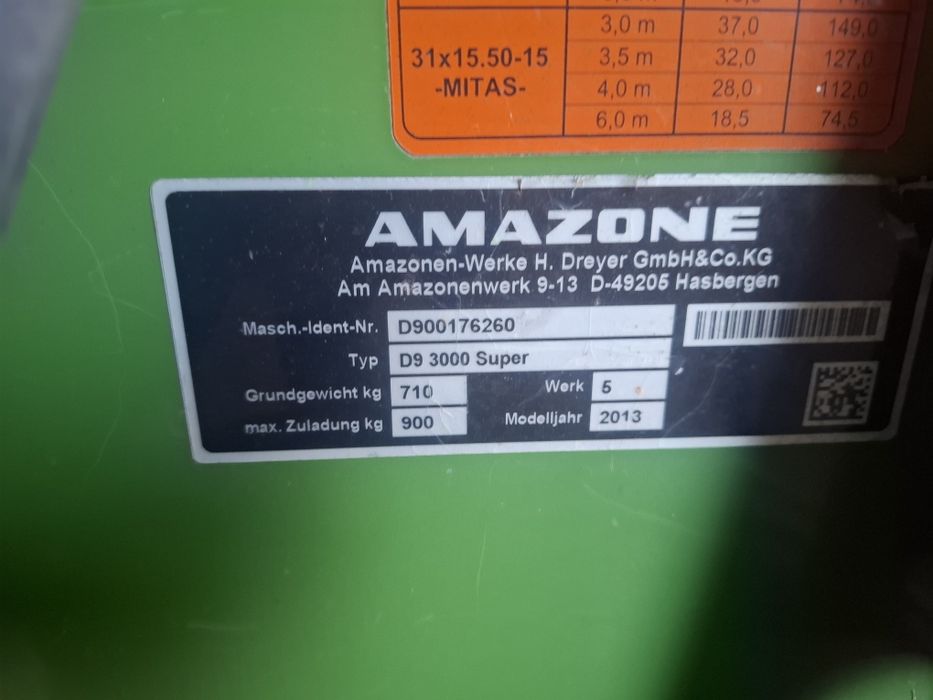 3,0 m 37,0 149,0
31x15.50-15 3,5 m 32,0 127,0
-MITAS- 4,0 m 28,0 112,0
6,0 m 18,5 74,5
AMAZONE
Amazonen-Werke H. Dreyer GmbH&Co.KG
Am Amazonenwerk 9-13 D-49205 Hasbergen
Masch.-Ident-Nr. D900176260
Typ D9 3000 Super
Grundgewicht kg 710 Werk 5
max. Zuladung kg 900 Modelljahr 2013